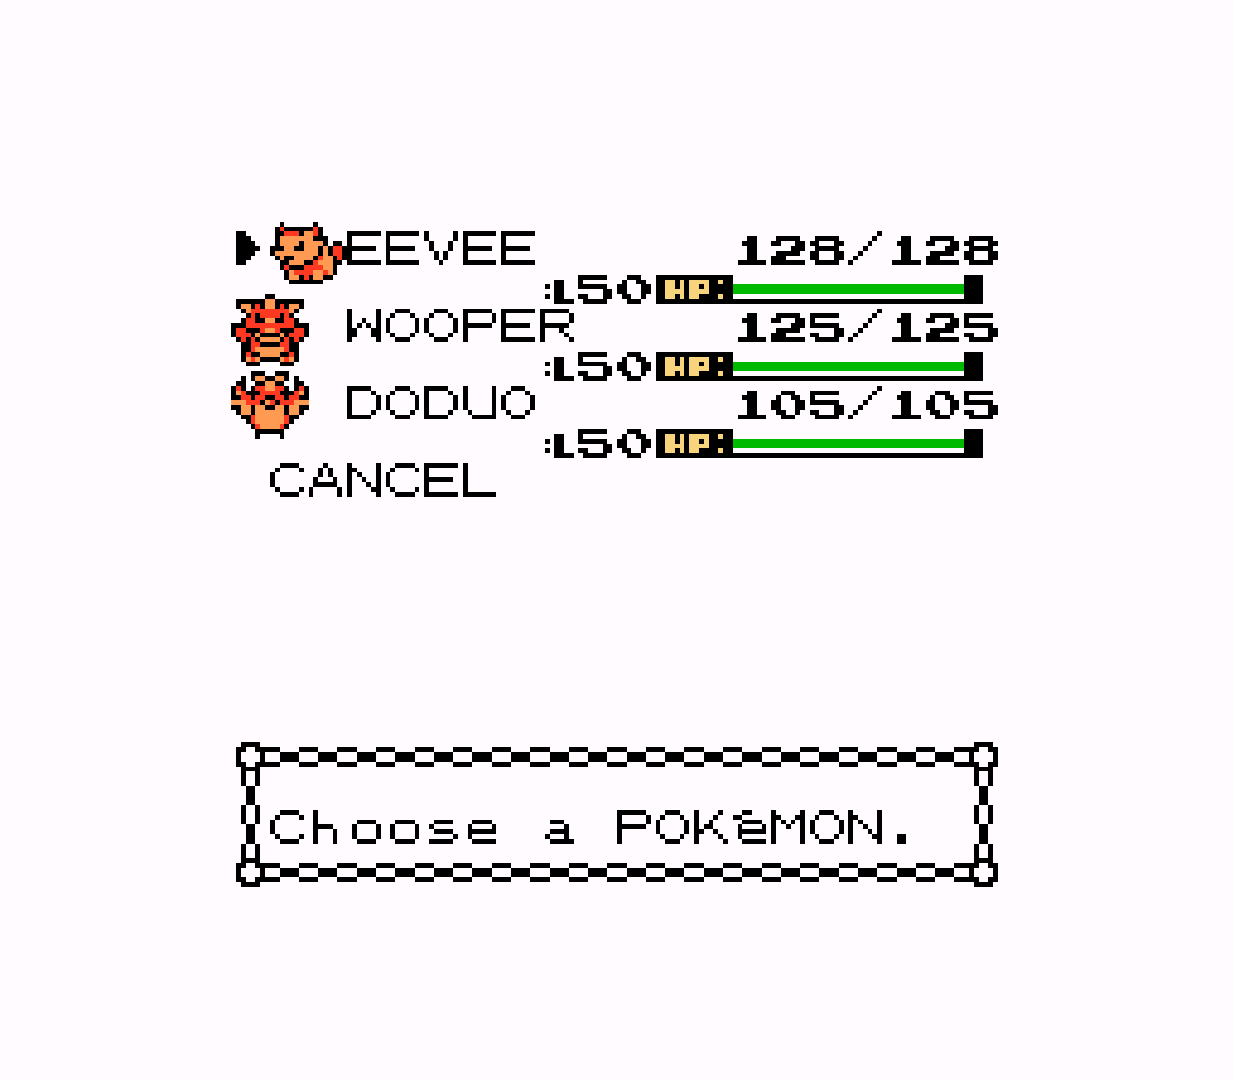 EEVEE 128/128
:L50 HP:
WOOPER 125/125
:L50 HP:
DODUO 105/105
:L50 HP:
CANCEL
Choose a POKéMON.